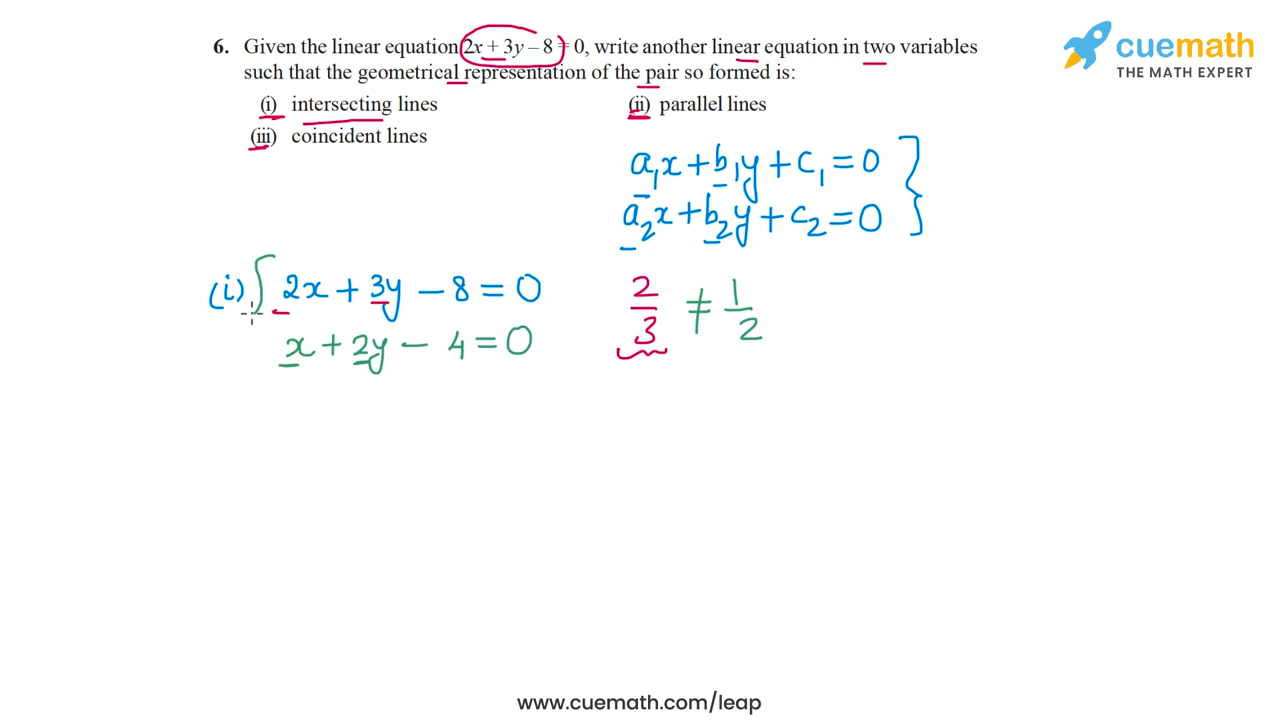 6. Given the linear equation 2x + 3y – 8 = 0, write another linear equation in two variables
such that the geometrical representation of the pair so formed is:
(i) intersecting lines (ii) parallel lines
(iii) coincident lines
cuemath
THE MATH EXPERT
a₁x + b₁y + c₁ = 0
a₂x + b₂y + c₂ = 0
(i) 2x + 3y – 8 = 0
x + 2y – 4 = 0
2/3 ≠ 1/2
www.cuemath.com/leap